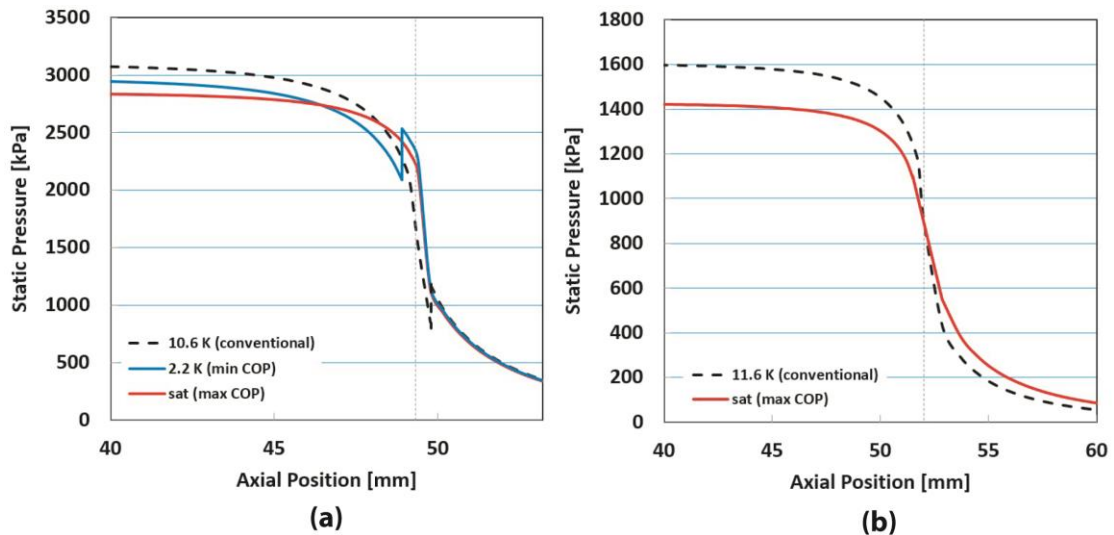 3500
3000
2500
2000
1500
1000
500
0
Static Pressure [kPa]
10.6 K (conventional)
2.2 K (min COP)
sat (max COP)
40 45 50
Axial Position [mm]
(a)
1800
1600
1400
1200
1000
800
600
400
200
0
Static Pressure [kPa]
11.6 K (conventional)
sat (max COP)
40 45 50 55 60
Axial Position [mm]
(b)